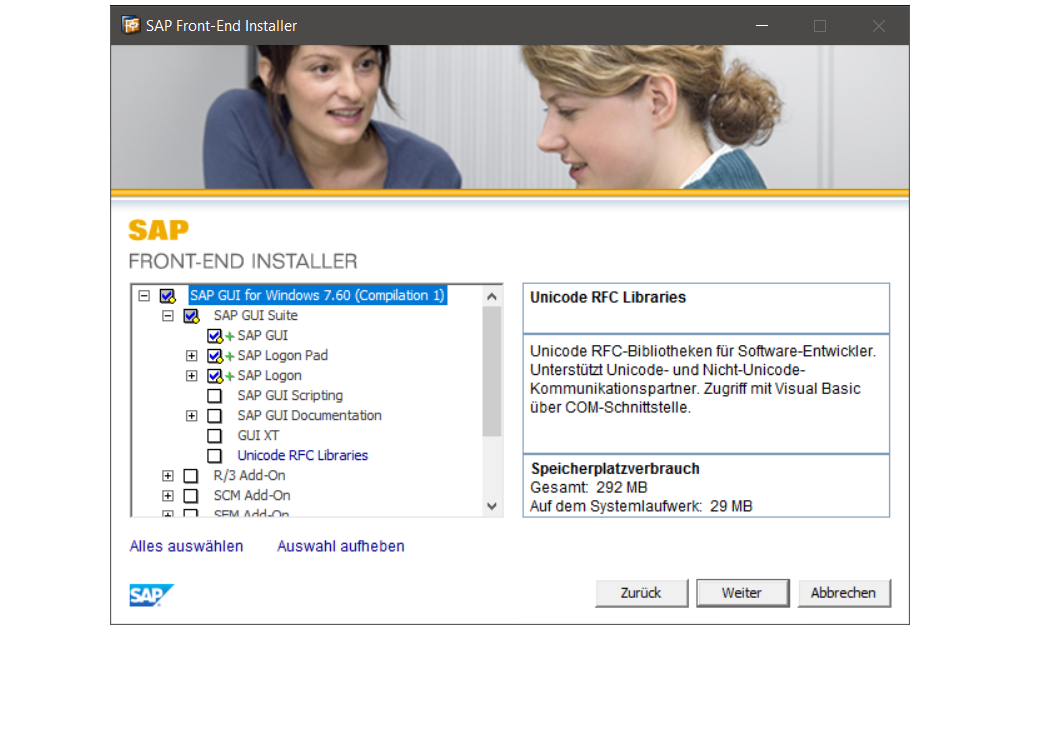 SAP Front-End Installer
SAP
FRONT-END INSTALLER
SAP GUI for Windows 7.60 (Compilation 1)
SAP GUI Suite
SAP GUI
SAP Logon Pad
SAP Logon
SAP GUI Scripting
SAP GUI Documentation
GUI XT
Unicode RFC Libraries
R/3 Add-On
SCM Add-On
SEM Add-On
Unicode RFC Libraries
Unicode RFC-Bibliotheken für Software-Entwickler.
Unterstützt Unicode- und Nicht-Unicode-
Kommunikationspartner. Zugriff mit Visual Basic
über COM-Schnittstelle.
Speicherplatzverbrauch
Gesamt: 292 MB
Auf dem Systemlaufwerk: 29 MB
Alles auswählen Auswahl aufheben
SAP
Zurück Weiter Abbrechen